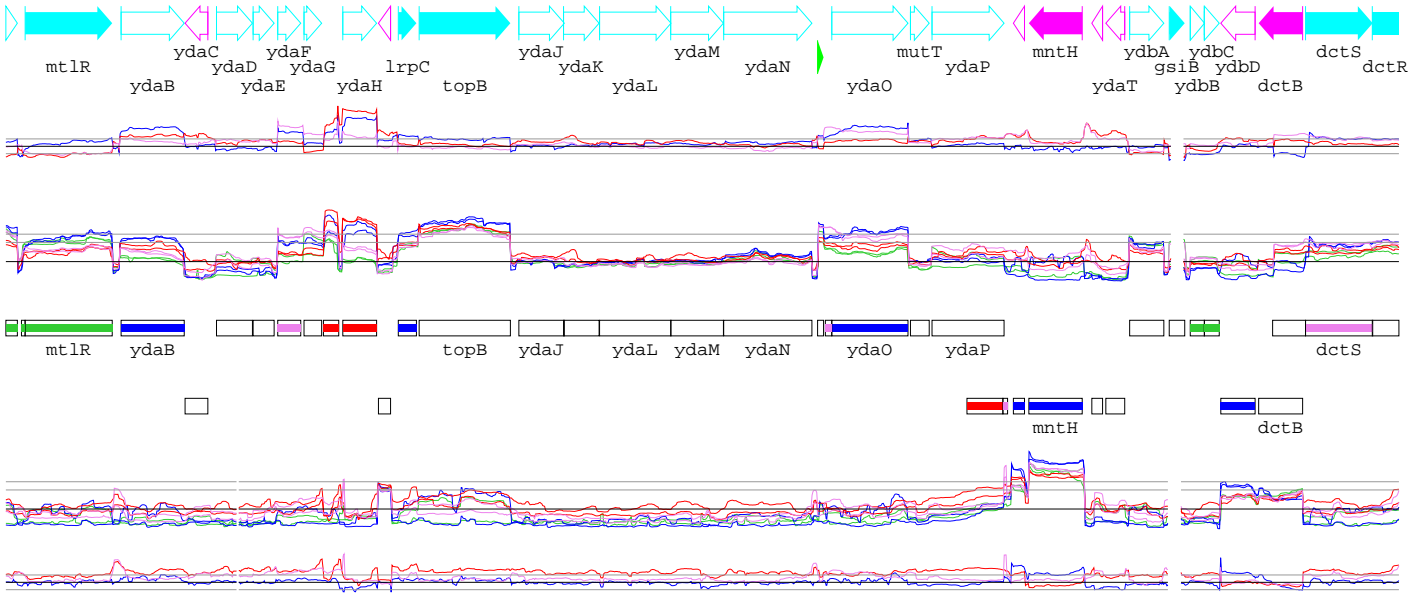 ydaC ydaF ydaM mutT ydbA ydbC dctS
mtlR ydaD ydaG lrpC ydaJ ydaK mntH gsiB ydbD dctR
ydaB ydaE ydaH topB ydaL ydaN ydaO ydaP ydaT ydbB dctB
mtlR ydaB topB ydaJ ydaL ydaM ydaN ydaO ydaP dctS
mntH dctB